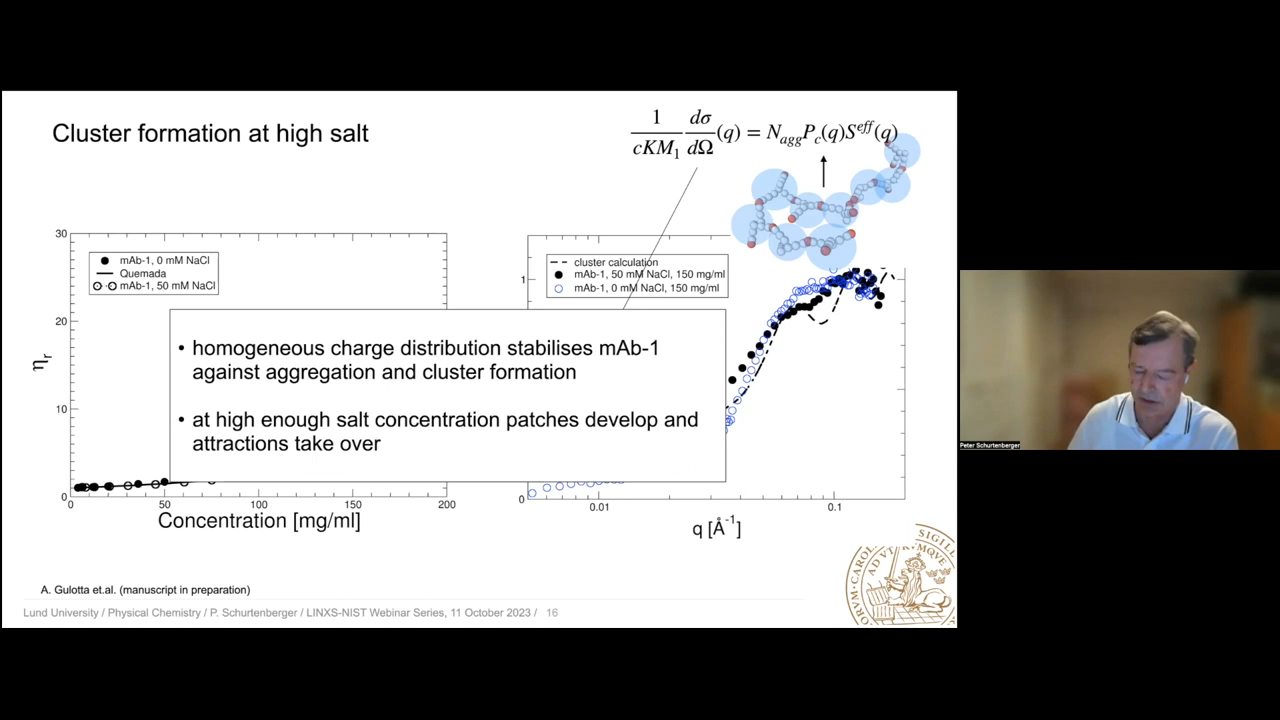 Cluster formation at high salt
1/cKM₁ dσ/dΩ (q) = N_agg P_c(q)S^eff(q)
30
20
10
0
η_r
mAb-1, 0 mM NaCl
Quemada
mAb-1, 50 mM NaCl
0
50
100
150
200
Concentration [mg/ml]
cluster calculation
mAb-1, 50 mM NaCl, 150 mg/ml
mAb-1, 0 mM NaCl, 150 mg/ml
1
0
0.01
0.1
q [Å⁻¹]
• homogeneous charge distribution stabilises mAb-1
against aggregation and cluster formation
• at high enough salt concentration patches develop and
attractions take over
A. Gulotta et.al. (manuscript in preparation)
Lund University / Physical Chemistry / P. Schurtenberger / LINXS-NIST Webinar Series, 11 October 2023 / 16
Peter Schurtenberger